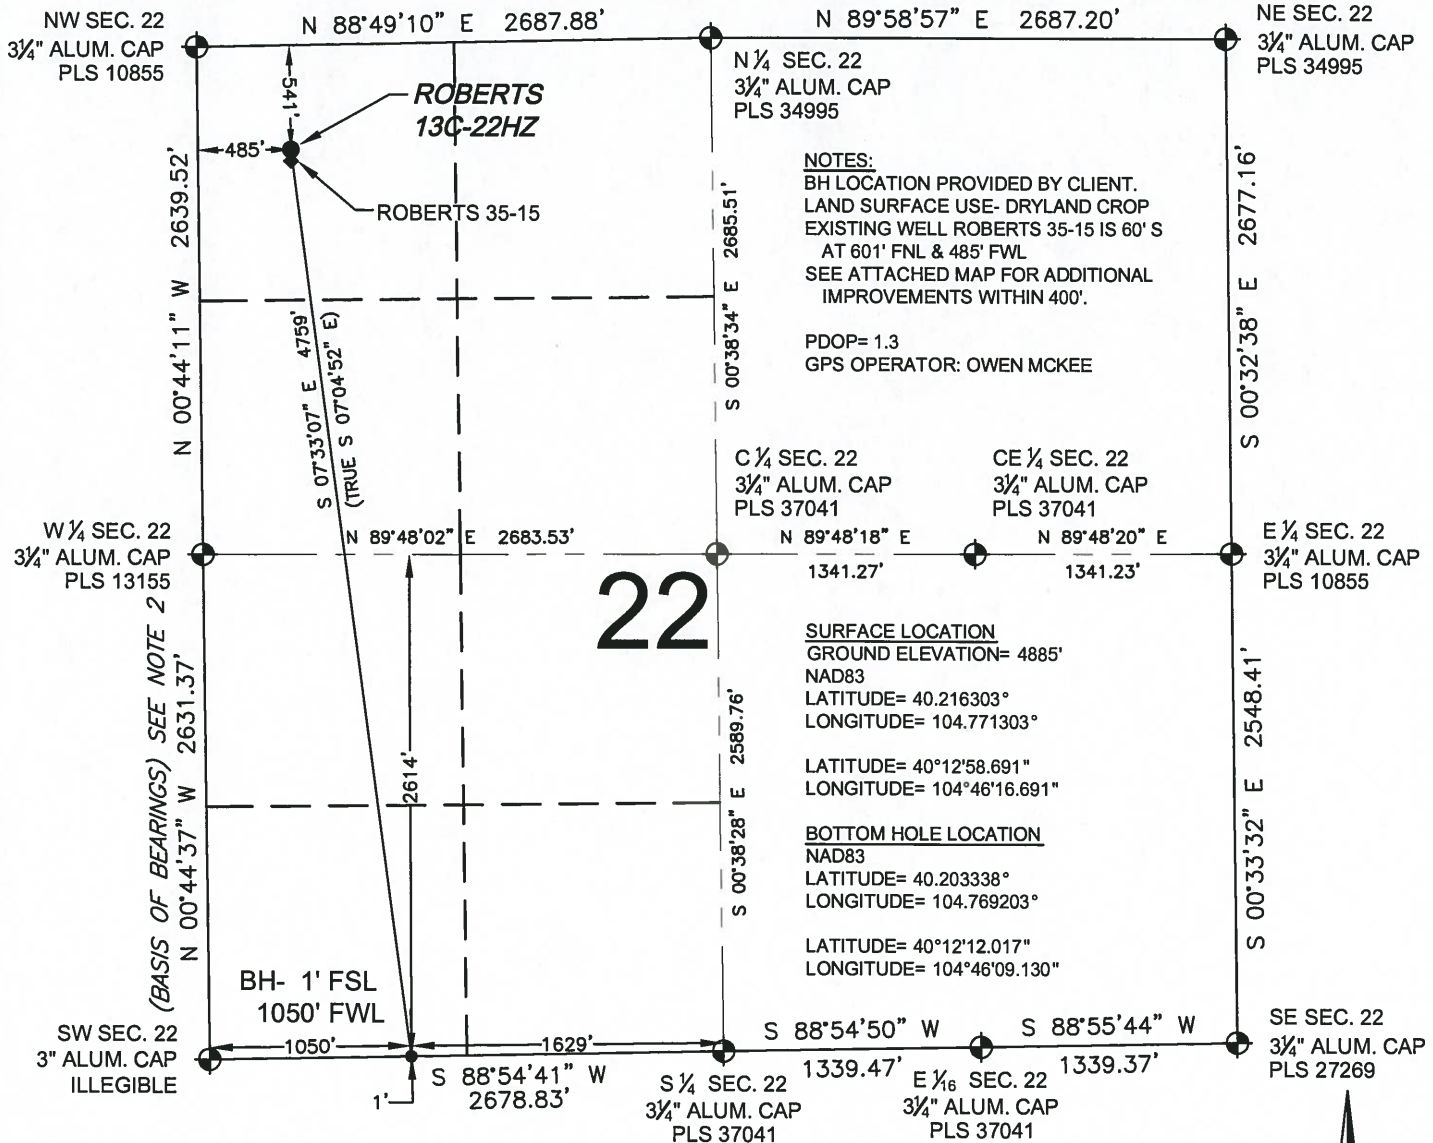 NW SEC. 22
3¼" ALUM. CAP
PLS 10855
N 88°49'10" E 2687.88'
N 89°58'57" E 2687.20'
NE SEC. 22
3¼" ALUM. CAP
PLS 34995
N ¼ SEC. 22
3¼" ALUM. CAP
PLS 34995
541'
485'
ROBERTS
13C-22HZ
ROBERTS 35-15
N 00°44'11" W 2639.52'
S 00°38'34" E 2685.51'
S 00°32'38" E 2677.16'
NOTES:
BH LOCATION PROVIDED BY CLIENT.
LAND SURFACE USE- DRYLAND CROP
EXISTING WELL ROBERTS 35-15 IS 60' S
AT 601' FNL & 485' FWL
SEE ATTACHED MAP FOR ADDITIONAL
IMPROVEMENTS WITHIN 400'.
PDOP= 1.3
GPS OPERATOR: OWEN MCKEE
S 07°33'07" E 4759'
(TRUE S 07°04'52" E)
C ¼ SEC. 22
3¼" ALUM. CAP
PLS 37041
CE ¼ SEC. 22
3¼" ALUM. CAP
PLS 37041
W ¼ SEC. 22
3¼" ALUM. CAP
PLS 13155
N 89°48'02" E 2683.53'
N 89°48'18" E
1341.27'
N 89°48'20" E
1341.23'
E ¼ SEC. 22
3¼" ALUM. CAP
PLS 10855
22
(BASIS OF BEARINGS) SEE NOTE 2
N 00°44'37" W 2631.37'
2614'
S 00°38'28" E 2589.76'
S 00°33'32" E 2548.41'
SURFACE LOCATION
GROUND ELEVATION= 4885'
NAD83
LATITUDE= 40.216303°
LONGITUDE= 104.771303°
LATITUDE= 40°12'58.691"
LONGITUDE= 104°46'16.691"
BOTTOM HOLE LOCATION
NAD83
LATITUDE= 40.203338°
LONGITUDE= 104.769203°
LATITUDE= 40°12'12.017"
LONGITUDE= 104°46'09.130"
BH- 1' FSL
1050' FWL
SW SEC. 22
3" ALUM. CAP
ILLEGIBLE
1050'
1629'
1'
S 88°54'41" W
2678.83'
S ¼ SEC. 22
3¼" ALUM. CAP
PLS 37041
S 88°54'50" W
1339.47'
E 1⁄16 SEC. 22
3¼" ALUM. CAP
PLS 37041
S 88°55'44" W
1339.37'
SE SEC. 22
3¼" ALUM. CAP
PLS 27269